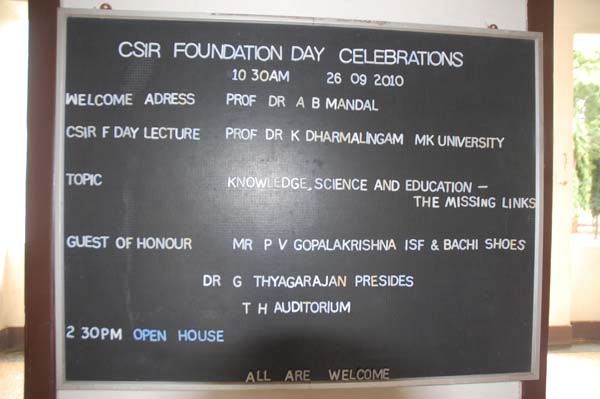 CSIR FOUNDATION DAY CELEBRATIONS
10 30AM 26 09 2010
WELCOME ADRESS PROF DR A B MANDAL
CSIR F DAY LECTURE PROF DR K DHARMALINGAM MK UNIVERSITY
TOPIC KNOWLEDGE, SCIENCE AND EDUCATION —
THE MISSING LINKS
GUEST OF HONOUR MR P V GOPALAKRISHNA ISF & BACHI SHOES
DR G THYAGARAJAN PRESIDES
T H AUDITORIUM
2 30PM OPEN HOUSE
ALL ARE WELCOME